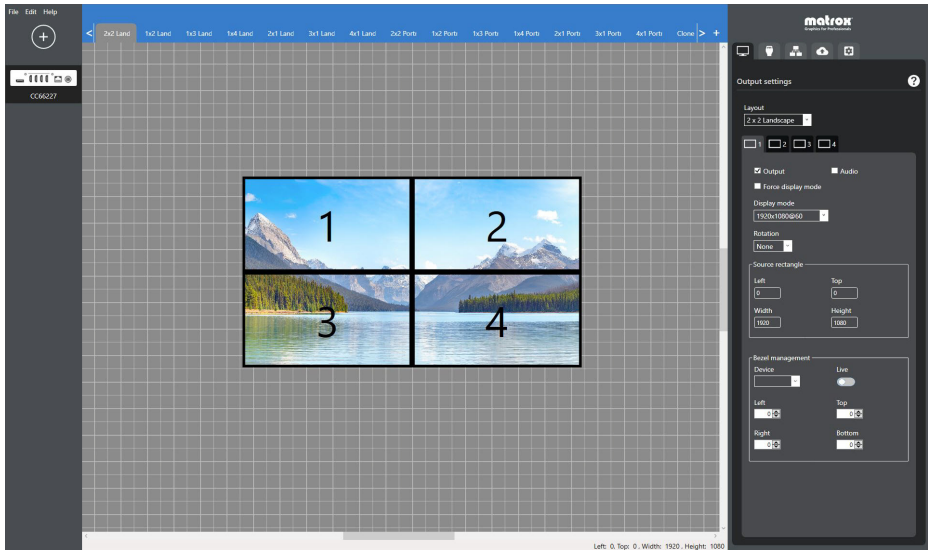 File Edit Help
CC66227
< 2x2 Land 1x2 Land 1x3 Land 1x4 Land 2x1 Land 3x1 Land 4x1 Land 2x2 Portr 1x2 Portr 1x3 Portr 1x4 Portr 2x1 Portr 3x1 Portr 4x1 Portr Clone > +
1 2
3 4
Left: 0, Top: 0 , Width: 1920 , Height: 1080
matrox
Graphics for Professionals
Output settings ?
Layout
2 x 2 Landscape
1 2 3 4
Output Audio
Force display mode
Display mode
1920x1080@60
Rotation
None
Source rectangle
Left Top
0 0
Width Height
1920 1080
Bezel management
Device Live
Left Top
0 0
Right Bottom
0 0